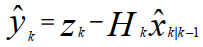 ŷ_k = z_k − H_k x̂_{k|k−1}